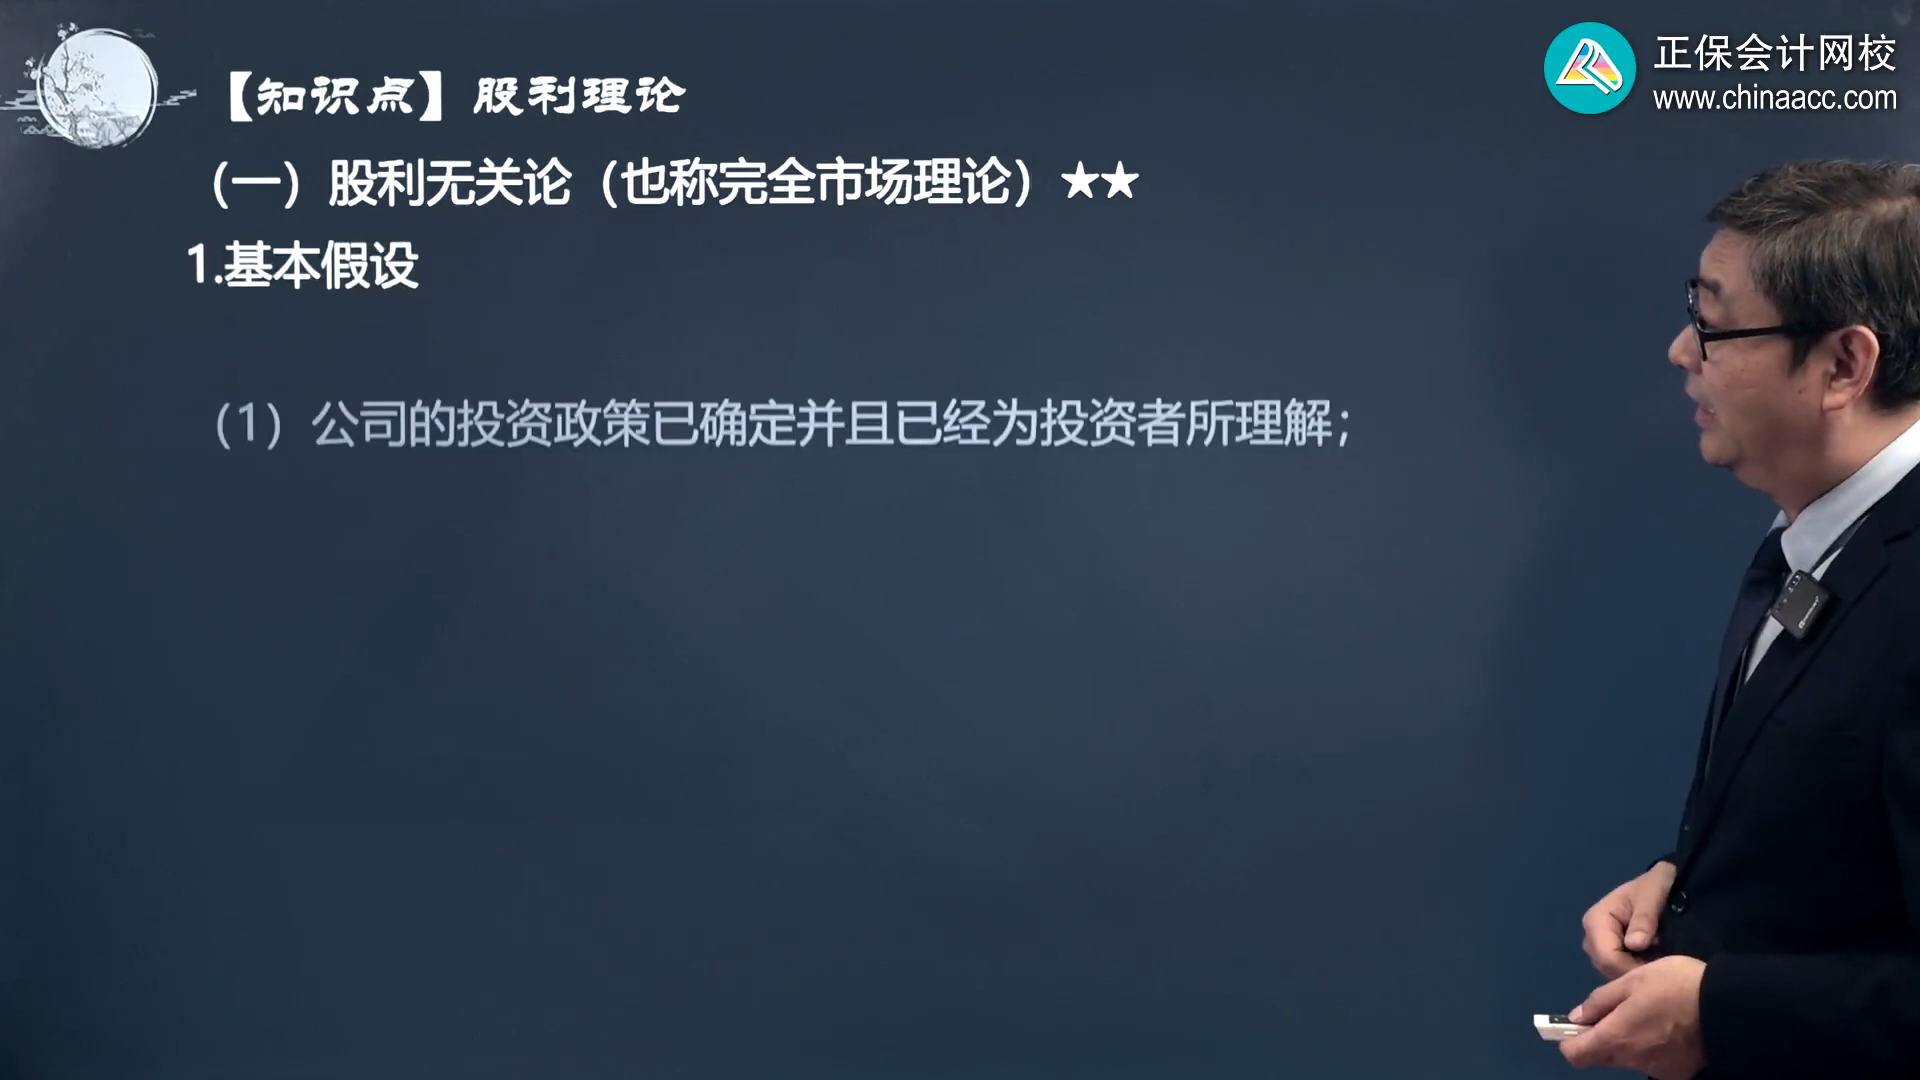 正保会计网校
www.chinaacc.com
【知识点】股利理论
（一）股利无关论（也称完全市场理论）★★
1.基本假设
（1）公司的投资政策已确定并且已经为投资者所理解；